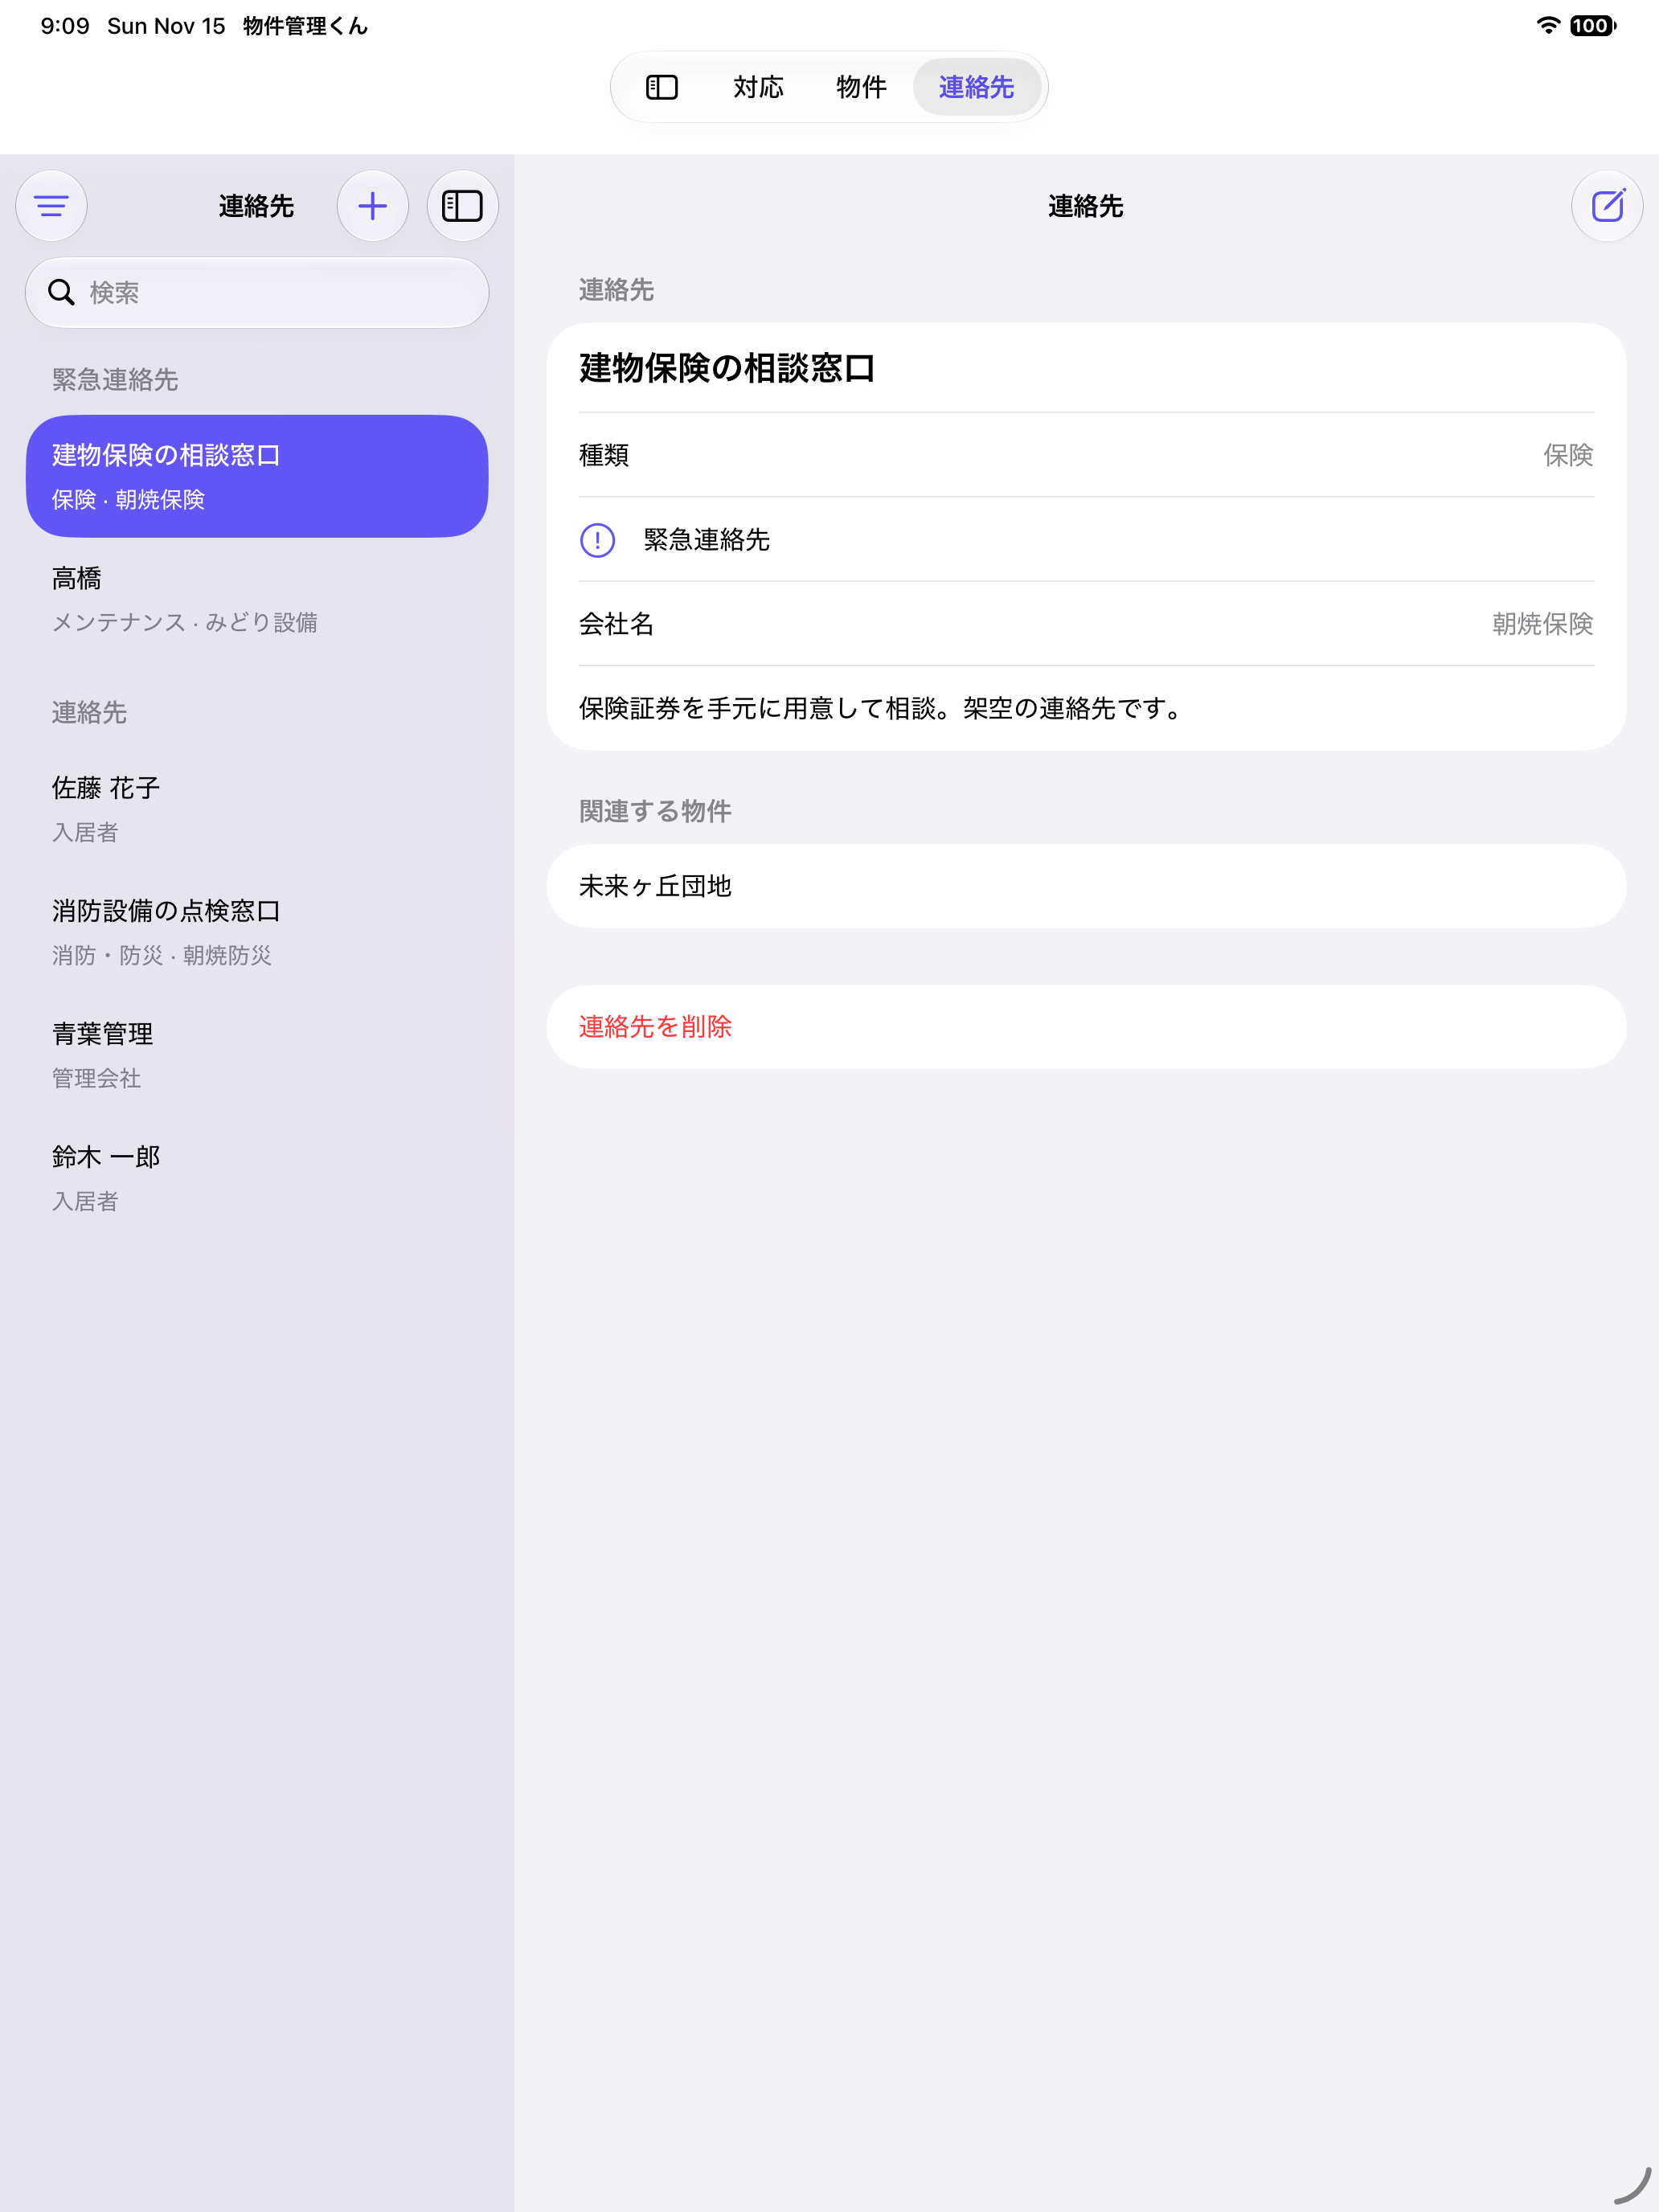 9:09 Sun Nov 15 物件管理くん 100
対応 物件 連絡先
連絡先
検索
緊急連絡先
建物保険の相談窓口
保険 · 朝焼保険
高橋
メンテナンス · みどり設備
連絡先
佐藤 花子
入居者
消防設備の点検窓口
消防・防災 · 朝焼防災
青葉管理
管理会社
鈴木 一郎
入居者
連絡先
連絡先
建物保険の相談窓口
種類 保険
緊急連絡先
会社名 朝焼保険
保険証券を手元に用意して相談。架空の連絡先です。
関連する物件
未来ヶ丘団地
連絡先を削除